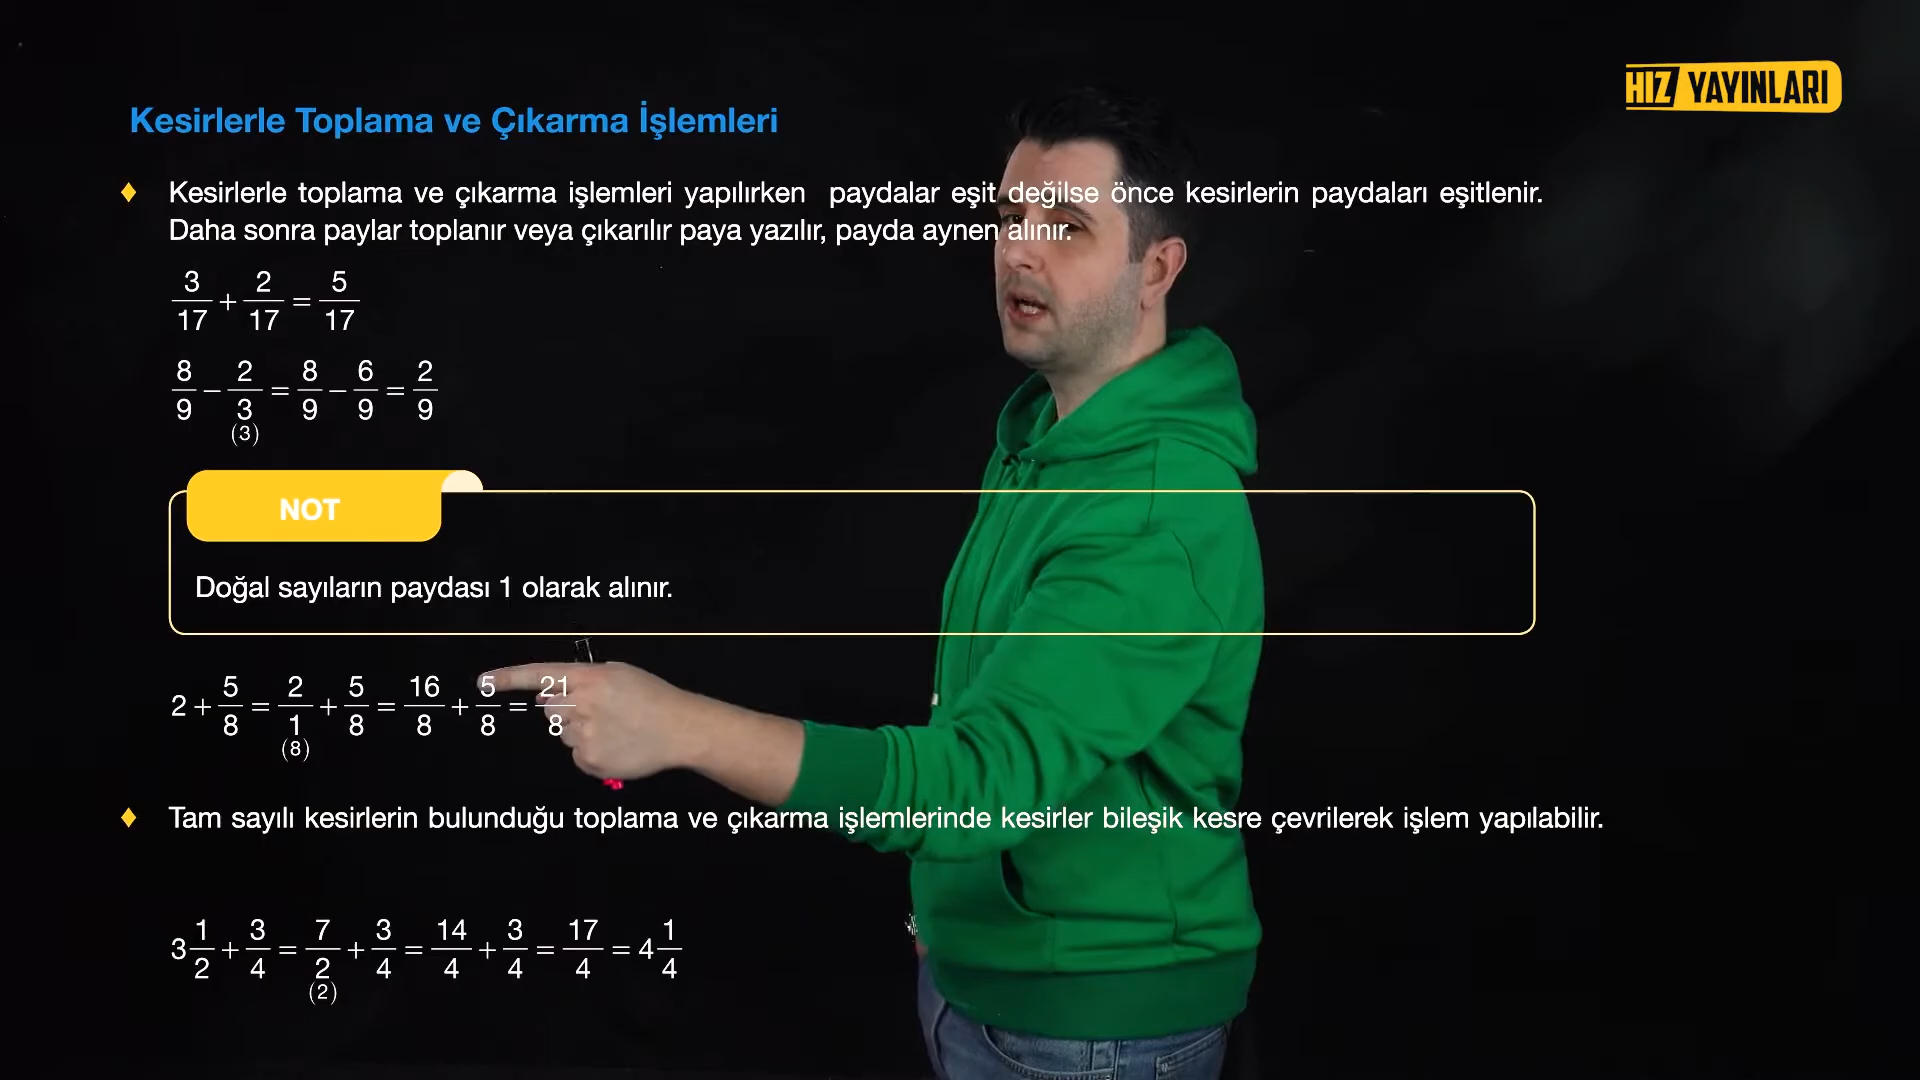 HIZ YAYINLARI
Kesirlerle Toplama ve Çıkarma İşlemleri
♦ Kesirlerle toplama ve çıkarma işlemleri yapılırken paydalar eşit değilse önce kesirlerin paydaları eşitlenir.
Daha sonra paylar toplanır veya çıkarılır paya yazılır, payda aynen alınır.
3/17 + 2/17 = 5/17
8/9 − 2/3 (3) = 8/9 − 6/9 = 2/9
NOT
Doğal sayıların paydası 1 olarak alınır.
2 + 5/8 = 2/1 (8) + 5/8 = 16/8 + 5/8 = 21/8
♦ Tam sayılı kesirlerin bulunduğu toplama ve çıkarma işlemlerinde kesirler bileşik kesre çevrilerek işlem yapılabilir.
3 1/2 + 3/4 = 7/2 (2) + 3/4 = 14/4 + 3/4 = 17/4 = 4 1/4